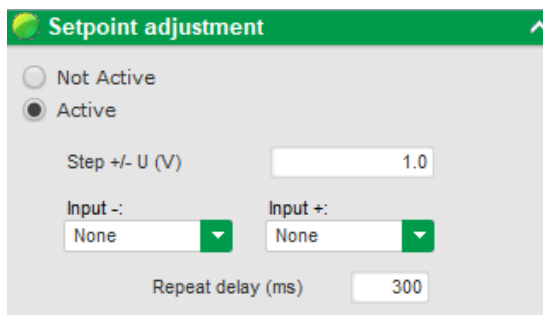 Setpoint adjustment
Not Active
Active
Step +/- U (V) 1.0
Input -: Input +:
None None
Repeat delay (ms) 300